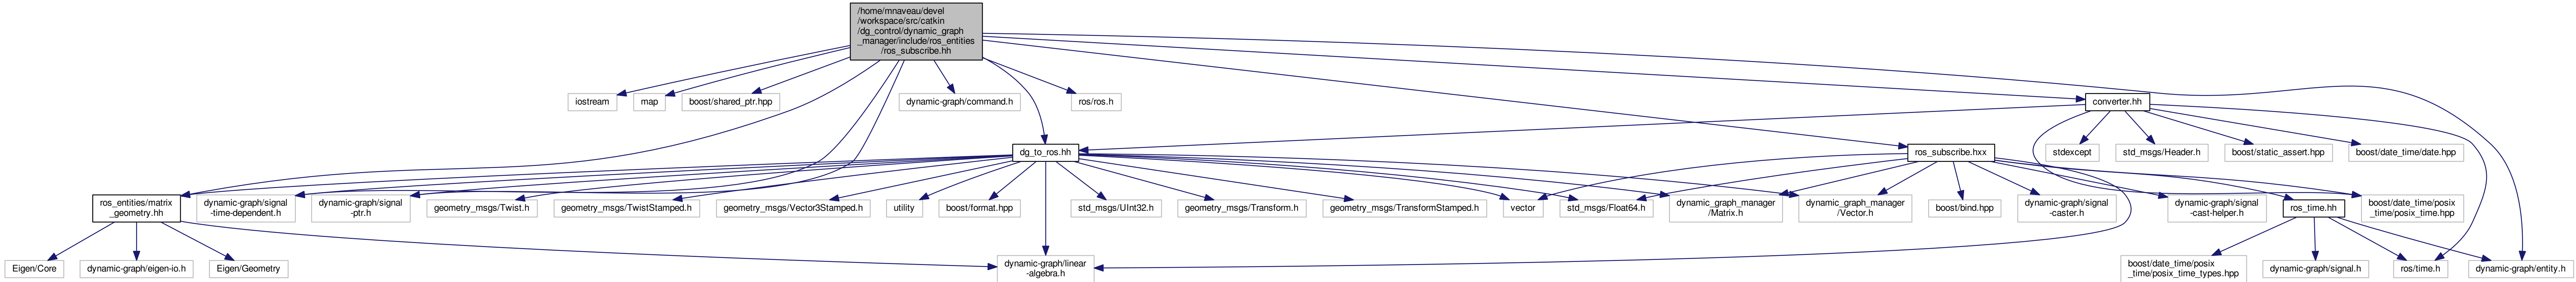 /home/mnaveau/devel
/workspace/src/catkin
/dg_control/dynamic_graph
_manager/include/ros_entities
/ros_subscribe.hh
iostream
map
boost/shared_ptr.hpp
dynamic-graph/command.h
ros/ros.h
converter.hh
dg_to_ros.hh
ros_subscribe.hxx
stdexcept
std_msgs/Header.h
boost/static_assert.hpp
boost/date_time/date.hpp
ros_entities/matrix
_geometry.hh
dynamic-graph/signal
-time-dependent.h
dynamic-graph/signal
-ptr.h
geometry_msgs/Twist.h
geometry_msgs/TwistStamped.h
geometry_msgs/Vector3Stamped.h
utility
boost/format.hpp
std_msgs/UInt32.h
geometry_msgs/Transform.h
geometry_msgs/TransformStamped.h
vector
std_msgs/Float64.h
dynamic_graph_manager
/Matrix.h
dynamic_graph_manager
/Vector.h
boost/bind.hpp
dynamic-graph/signal
-caster.h
dynamic-graph/signal
-cast-helper.h
ros_time.hh
boost/date_time/posix
_time/posix_time.hpp
Eigen/Core
dynamic-graph/eigen-io.h
Eigen/Geometry
dynamic-graph/linear
-algebra.h
boost/date_time/posix
_time/posix_time_types.hpp
dynamic-graph/signal.h
ros/time.h
dynamic-graph/entity.h